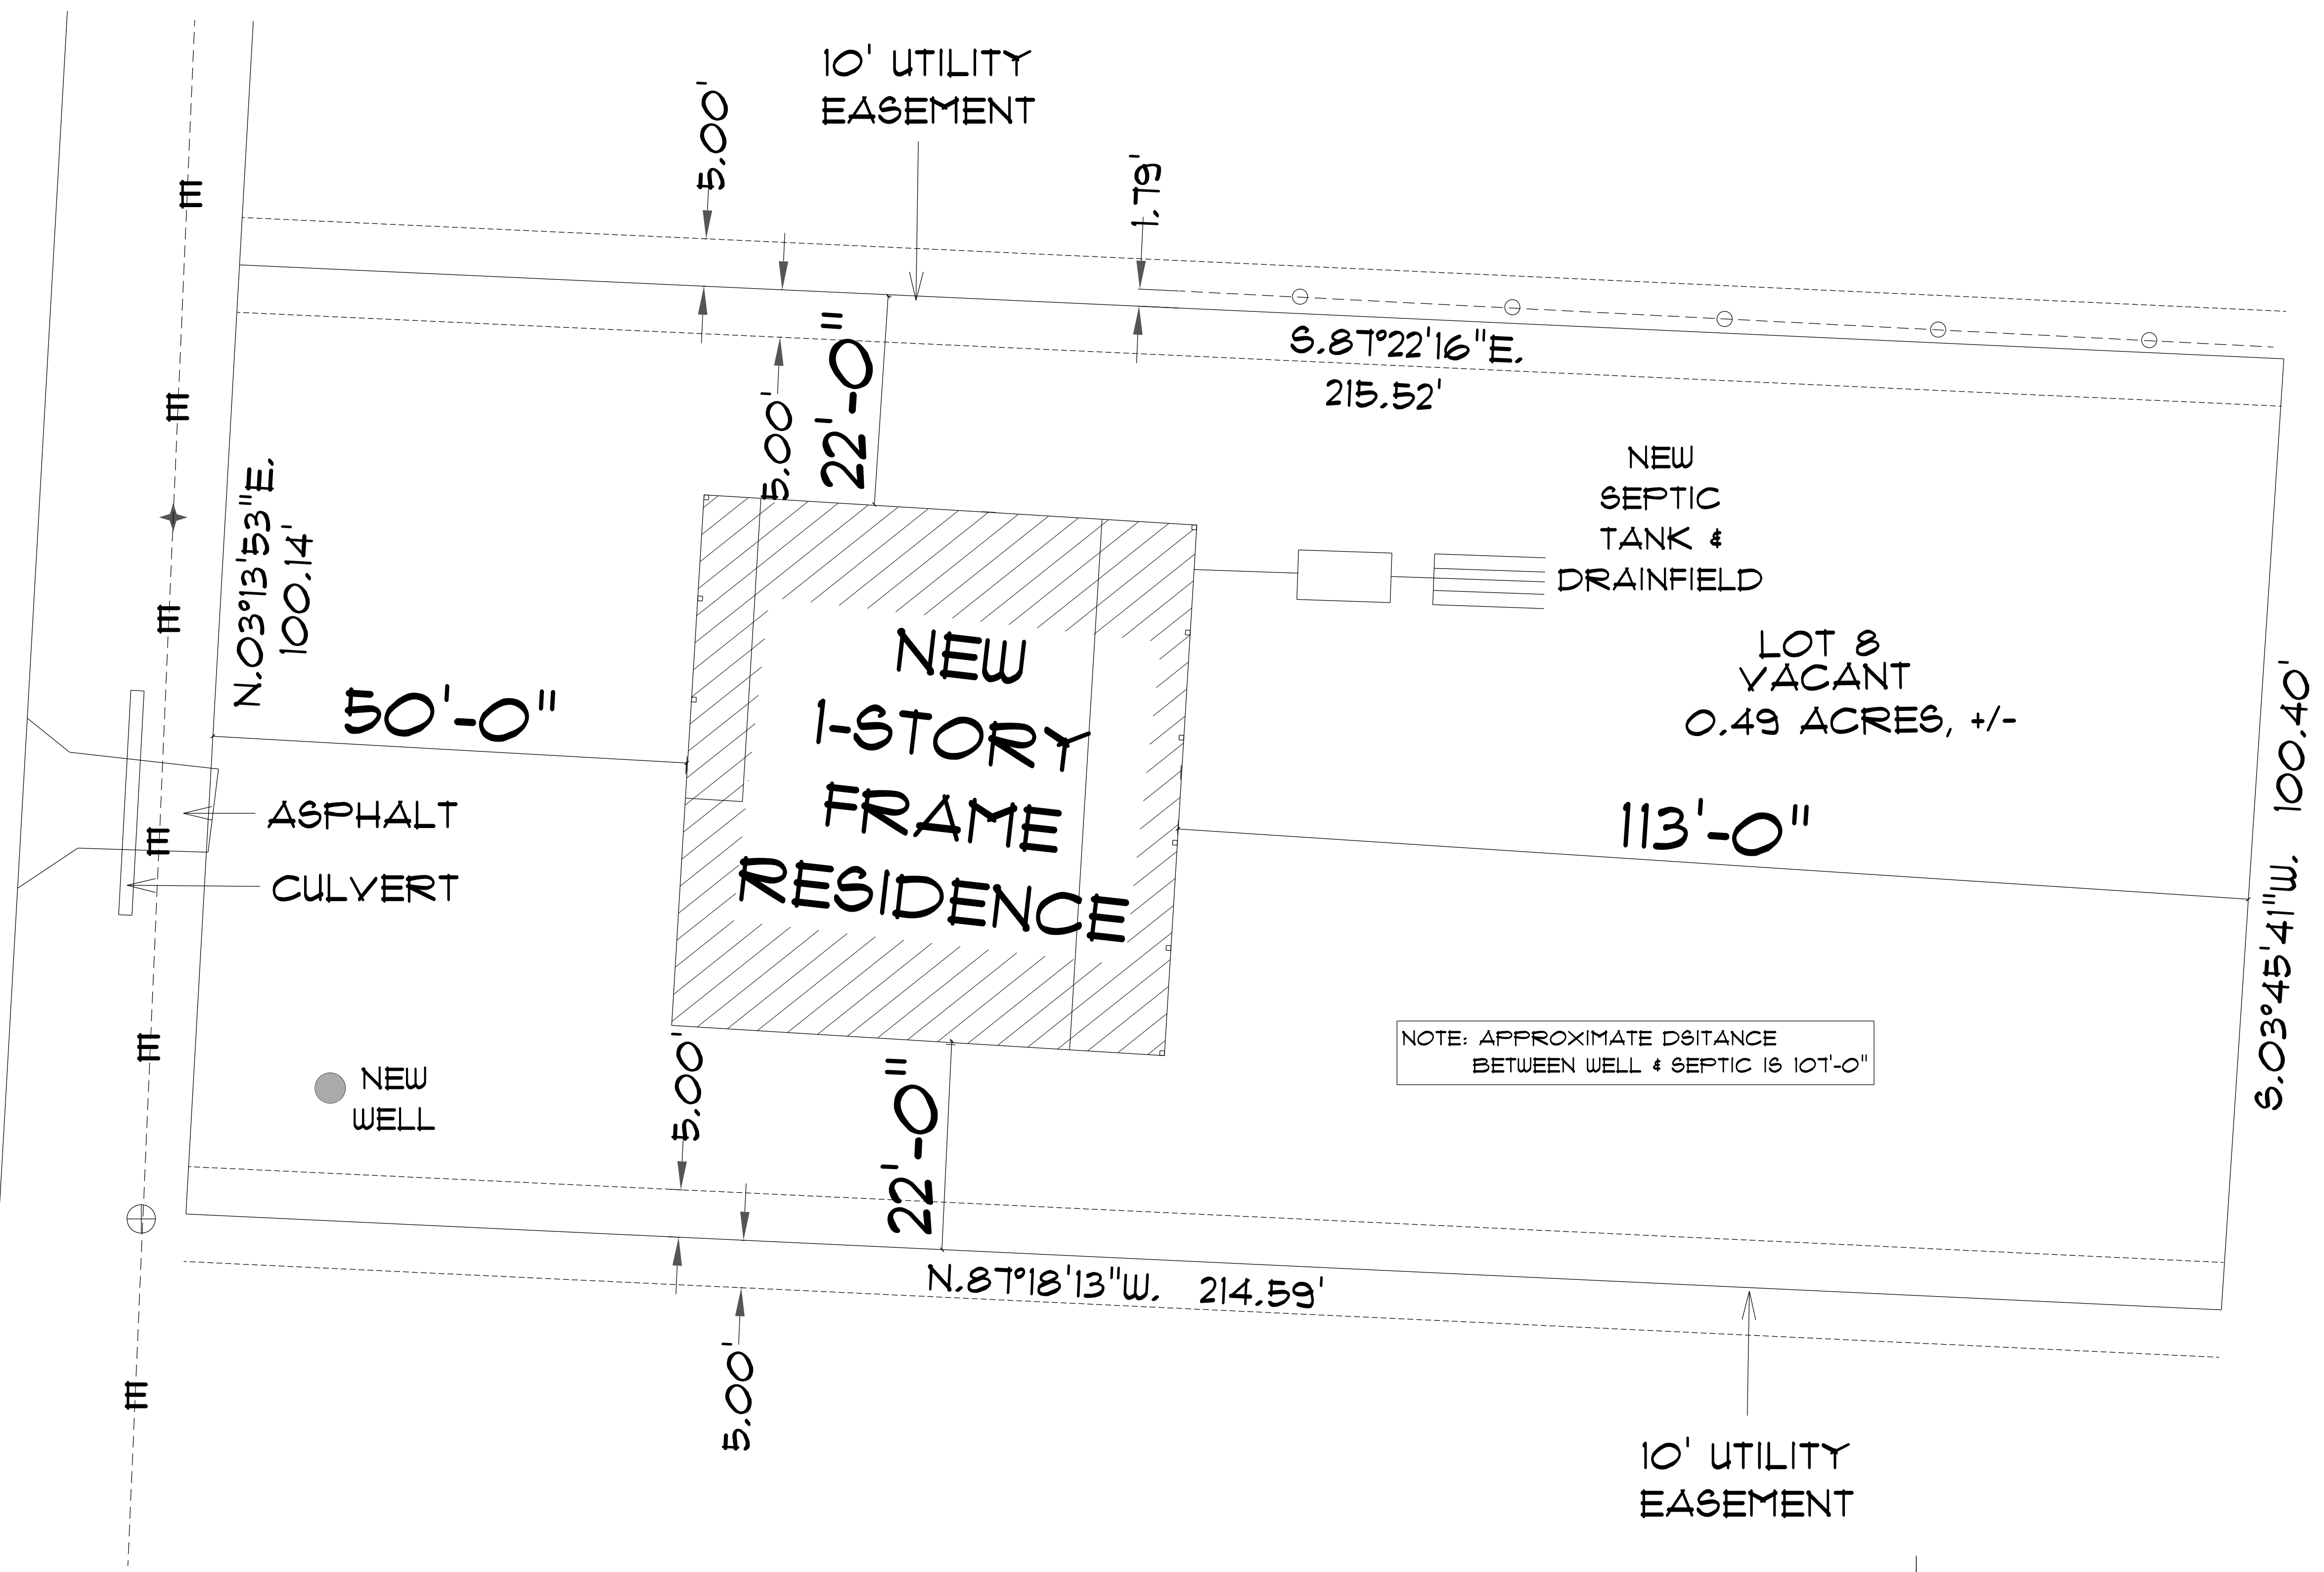 10' UTILITY
EASEMENT
5.00'
1.79'
S.87°22'16"E.
215.52'
5.00'
22'-0"
NEW
SEPTIC
TANK &
DRAINFIELD
N.03°13'53"E.
100.14'
E
E
E
E
E
E
50'-0"
NEW
1-STORY
FRAME
RESIDENCE
LOT 8
VACANT
0.49 ACRES, +/-
113'-0"
S.03°45'41"W. 100.40'
ASPHALT
CULVERT
NEW
WELL
NOTE: APPROXIMATE DSITANCE
BETWEEN WELL & SEPTIC IS 107'-0"
5.00'
22'-0"
N.87°18'13"W. 214.59'
5.00'
10' UTILITY
EASEMENT